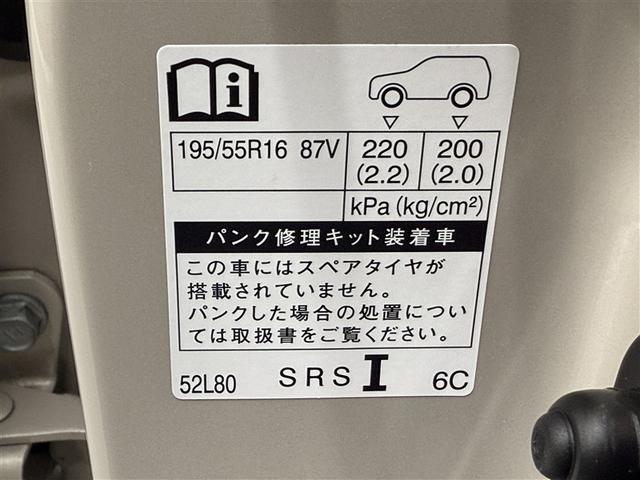 195/55R16 87V 220 200
(2.2) (2.0)
kPa (kg/cm²)
パンク修理キット装着車
この車にはスペアタイヤが
搭載されていません。
パンクした場合の処置につい
ては取扱書をご覧ください。
52L80 SRS I 6C